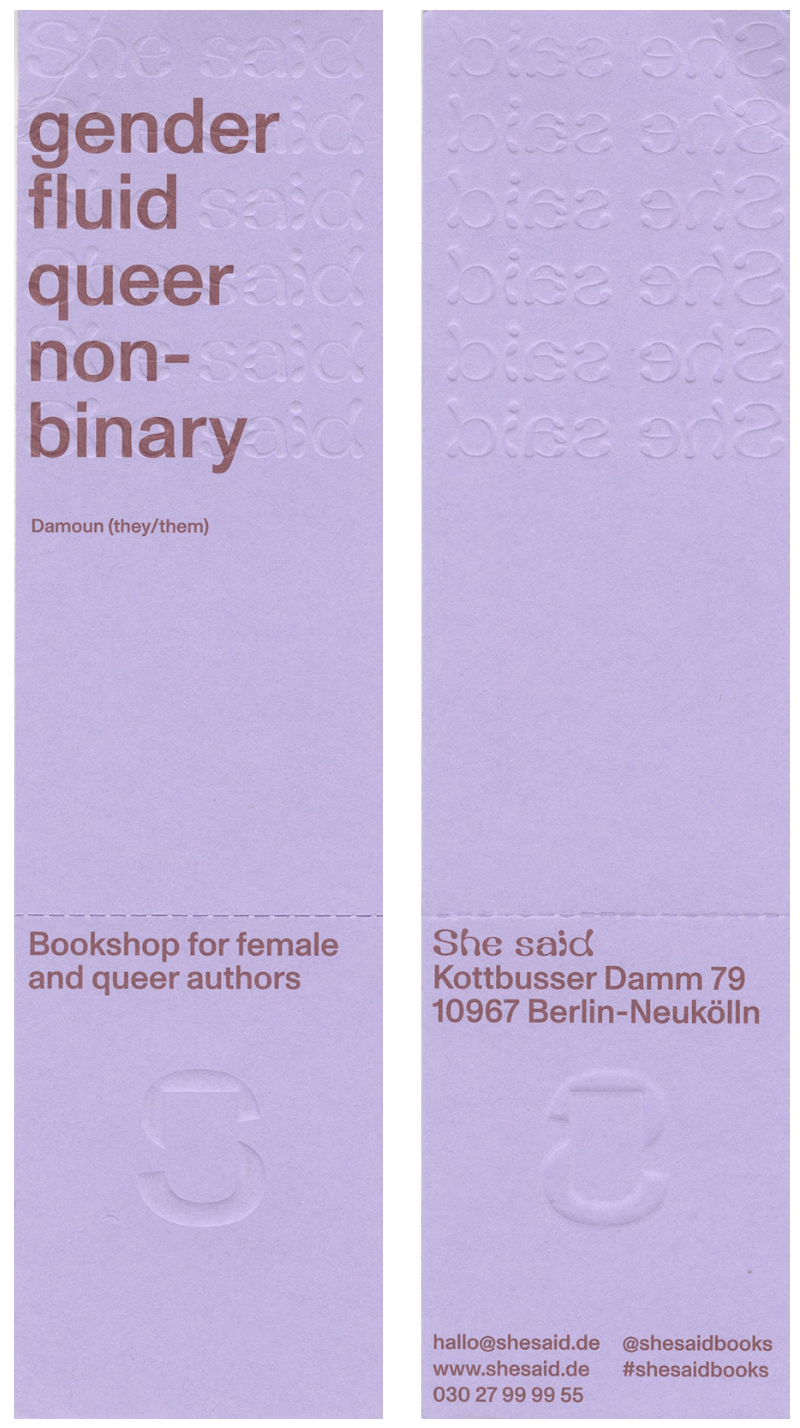 She said
She said
She said
She said
She said
She said
gender
fluid
queer
non-
binary
Damoun (they/them)
Bookshop for female
and queer authors
S
She said
She said
She said
She said
She said
She said
She said
Kottbusser Damm 79
10967 Berlin-Neukölln
S
hallo@shesaid.de @shesaidbooks
www.shesaid.de #shesaidbooks
030 27 99 99 55